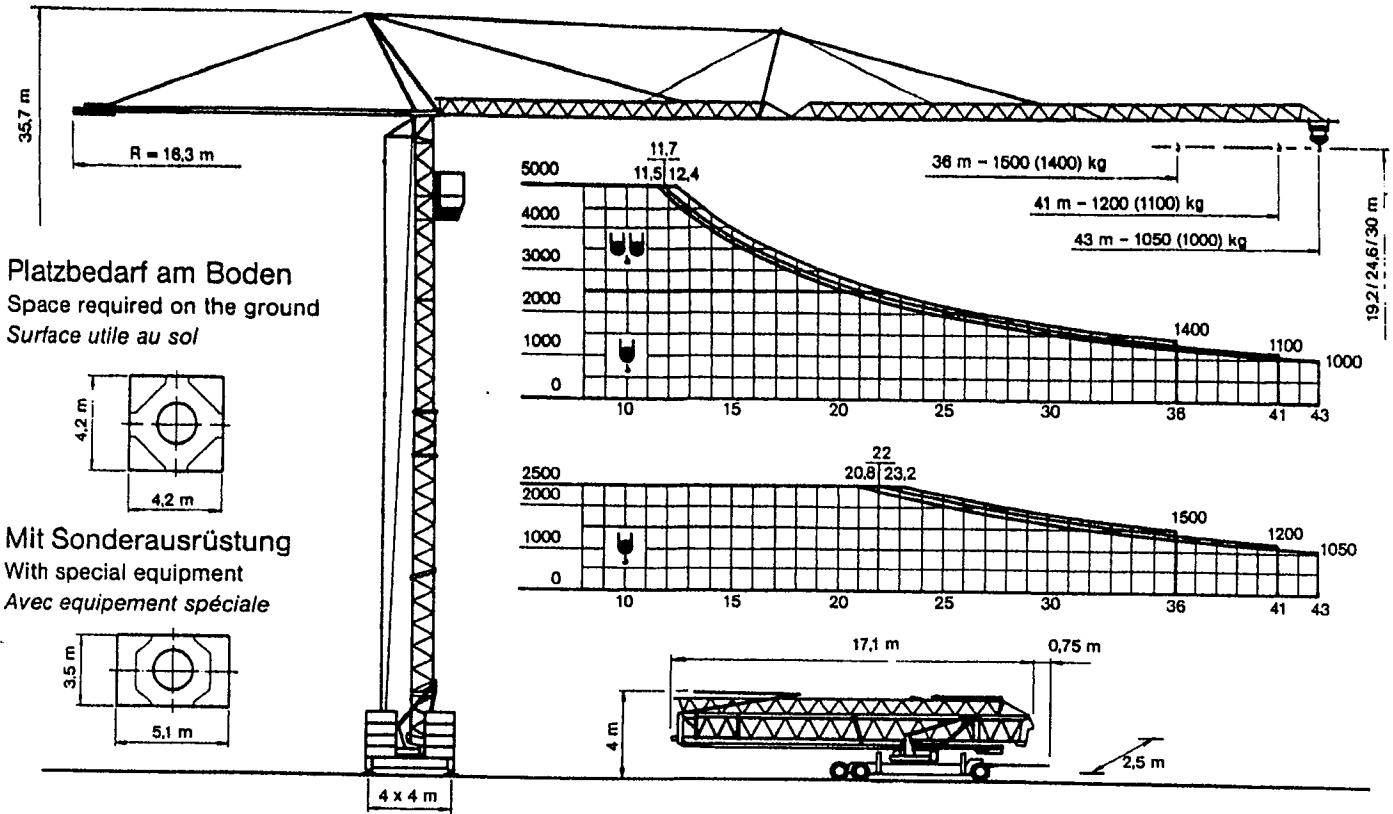 35,7 m
R = 16,3 m
36 m – 1500 (1400) kg
41 m – 1200 (1100) kg
43 m – 1050 (1000) kg
19,2 / 24,6 / 30 m
Platzbedarf am Boden
Space required on the ground
Surface utile au sol
4,2 m
4,2 m
Mit Sonderausrüstung
With special equipment
Avec equipement spéciale
3,5 m
5,1 m
4 x 4 m
11,7
11,5 12,4
5000
4000
3000
2000
1000
0
1400
1100
1000
10 15 20 25 30 36 41 43
22
20,8 23,2
2500
2000
1000
0
1500
1200
1050
10 15 20 25 30 36 41 43
17,1 m 0,75 m
4 m
2,5 m